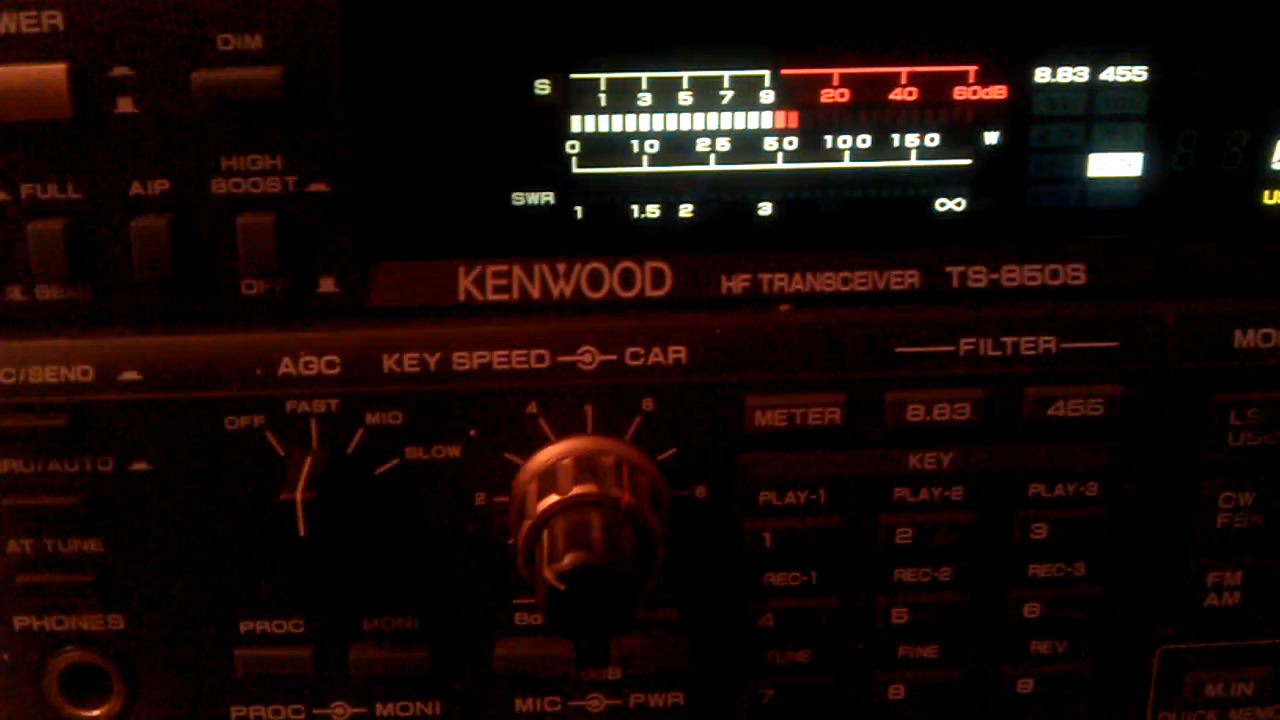 WER
DIM
S 1 3 5 7 9 20 40 60dB
0 10 25 50 100 150 W
SWR 1 1.5 2 3 ∞
8.83 455
FULL AIP HIGH
BOOST
OFF
KENWOOD HF TRANSCEIVER TS-850S
C/SEND AGC KEY SPEED CAR FILTER
OFF FAST MID SLOW
METER 8.83 455
KEY
/AUTO
PLAY-1 PLAY-2 PLAY-3
1 2 3
AT TUNE
REC-1 REC-2 REC-3
4 5 6
PHONES PROC MONI
TUNE FINE REV
7 8 9
PROC MONI MIC PWR
CW
FM
AM
M.IN